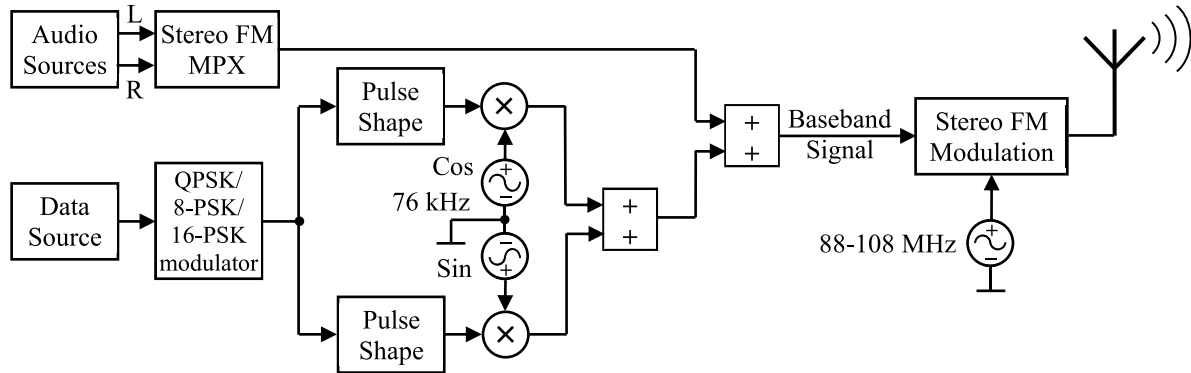 Audio
Sources
L
R
Stereo FM
MPX
Pulse
Shape
×
Cos
+
−
76 kHz
−
+
Sin
Data
Source
QPSK/
8-PSK/
16-PSK
modulator
Pulse
Shape
×
+
+
+
+
Baseband
Signal
Stereo FM
Modulation
88-108 MHz
+
−